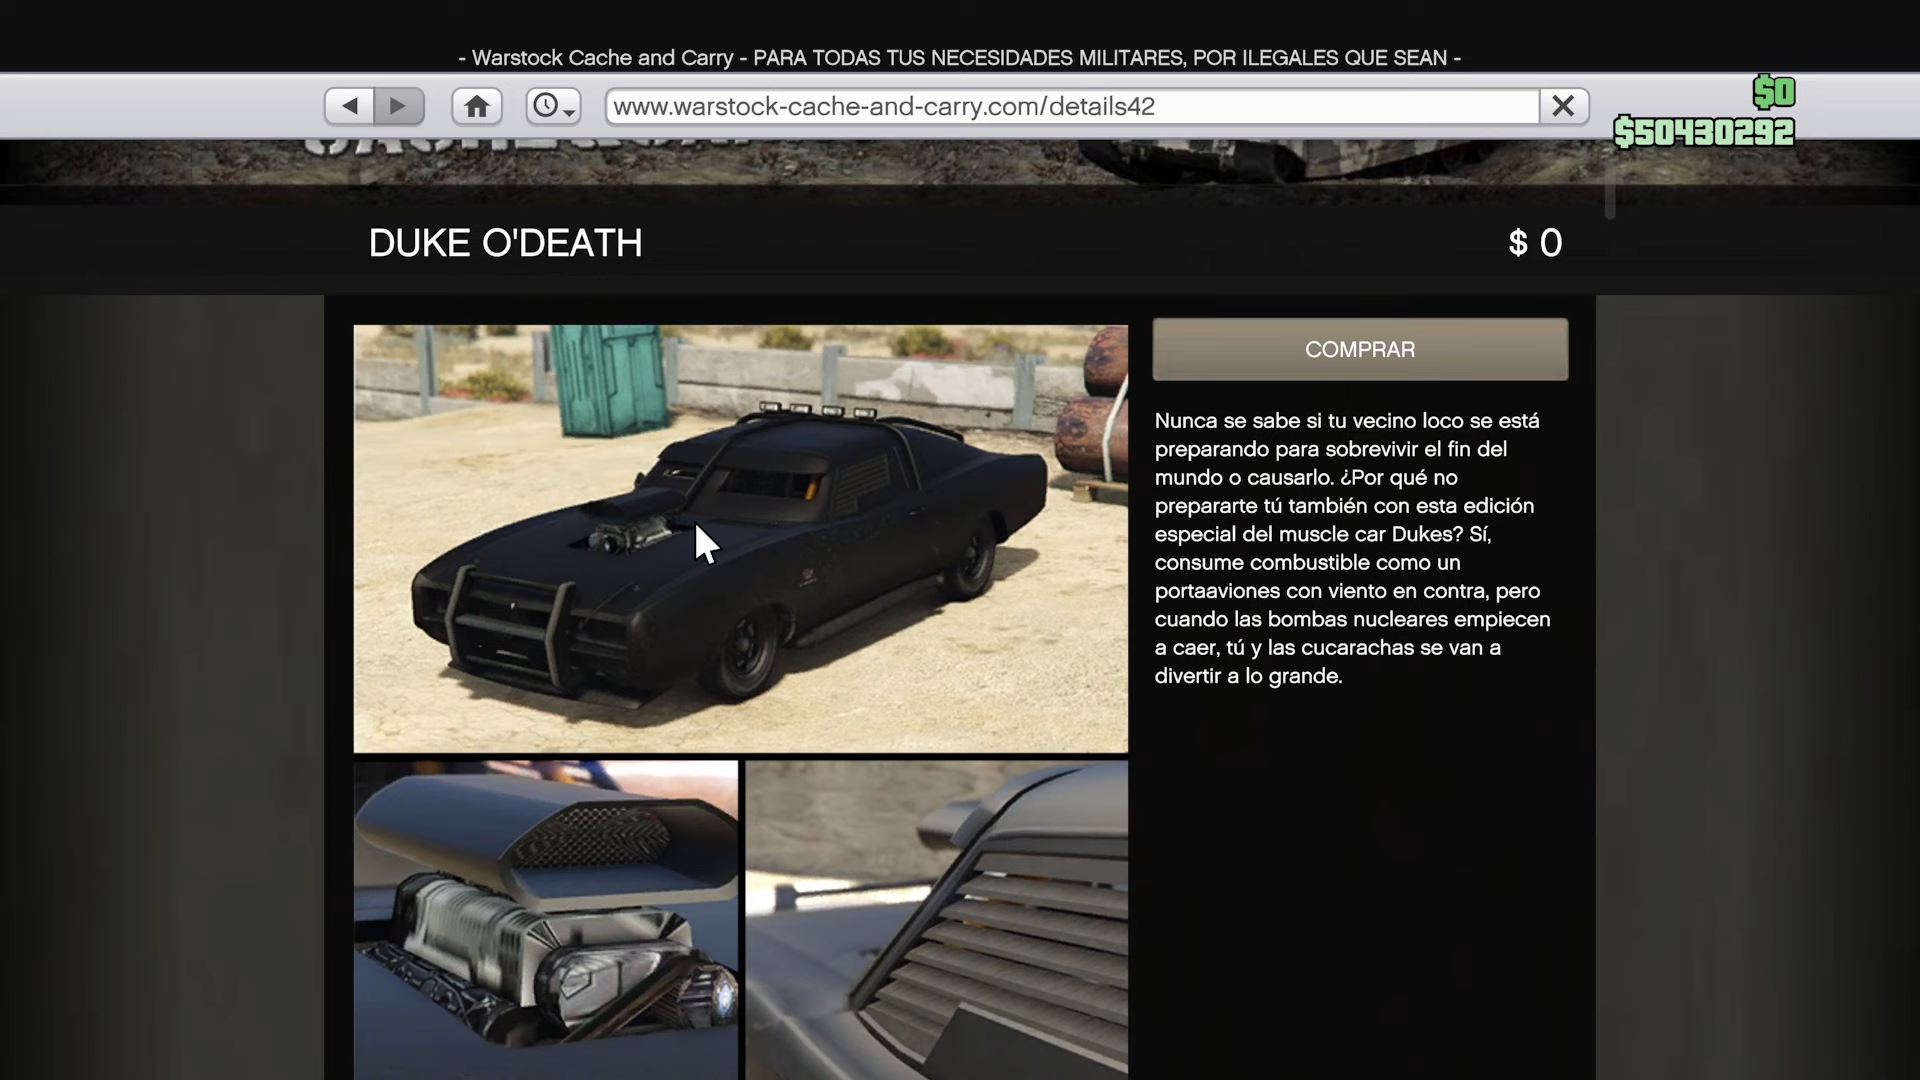 - Warstock Cache and Carry - PARA TODAS TUS NECESIDADES MILITARES, POR ILEGALES QUE SEAN -
www.warstock-cache-and-carry.com/details42
$0
$50430292
DUKE O'DEATH
$ 0
COMPRAR
Nunca se sabe si tu vecino loco se está
preparando para sobrevivir el fin del
mundo o causarlo. ¿Por qué no
prepararte tú también con esta edición
especial del muscle car Dukes? Sí,
consume combustible como un
portaaviones con viento en contra, pero
cuando las bombas nucleares empiecen
a caer, tú y las cucarachas se van a
divertir a lo grande.